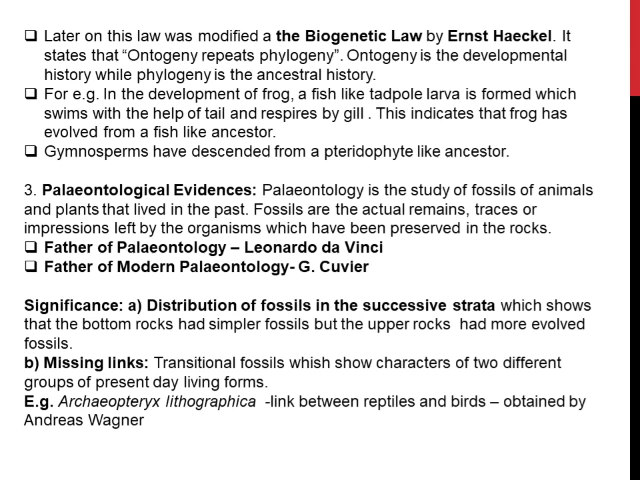 ❑ Later on this law was modified a the Biogenetic Law by Ernst Haeckel. It
states that “Ontogeny repeats phylogeny”. Ontogeny is the developmental
history while phylogeny is the ancestral history.
❑ For e.g. In the development of frog, a fish like tadpole larva is formed which
swims with the help of tail and respires by gill . This indicates that frog has
evolved from a fish like ancestor.
❑ Gymnosperms have descended from a pteridophyte like ancestor.
3. Palaeontological Evidences: Palaeontology is the study of fossils of animals
and plants that lived in the past. Fossils are the actual remains, traces or
impressions left by the organisms which have been preserved in the rocks.
❑ Father of Palaeontology – Leonardo da Vinci
❑ Father of Modern Palaeontology- G. Cuvier
Significance: a) Distribution of fossils in the successive strata which shows
that the bottom rocks had simpler fossils but the upper rocks had more evolved
fossils.
b) Missing links: Transitional fossils whish show characters of two different
groups of present day living forms.
E.g. Archaeopteryx lithographica -link between reptiles and birds – obtained by
Andreas Wagner